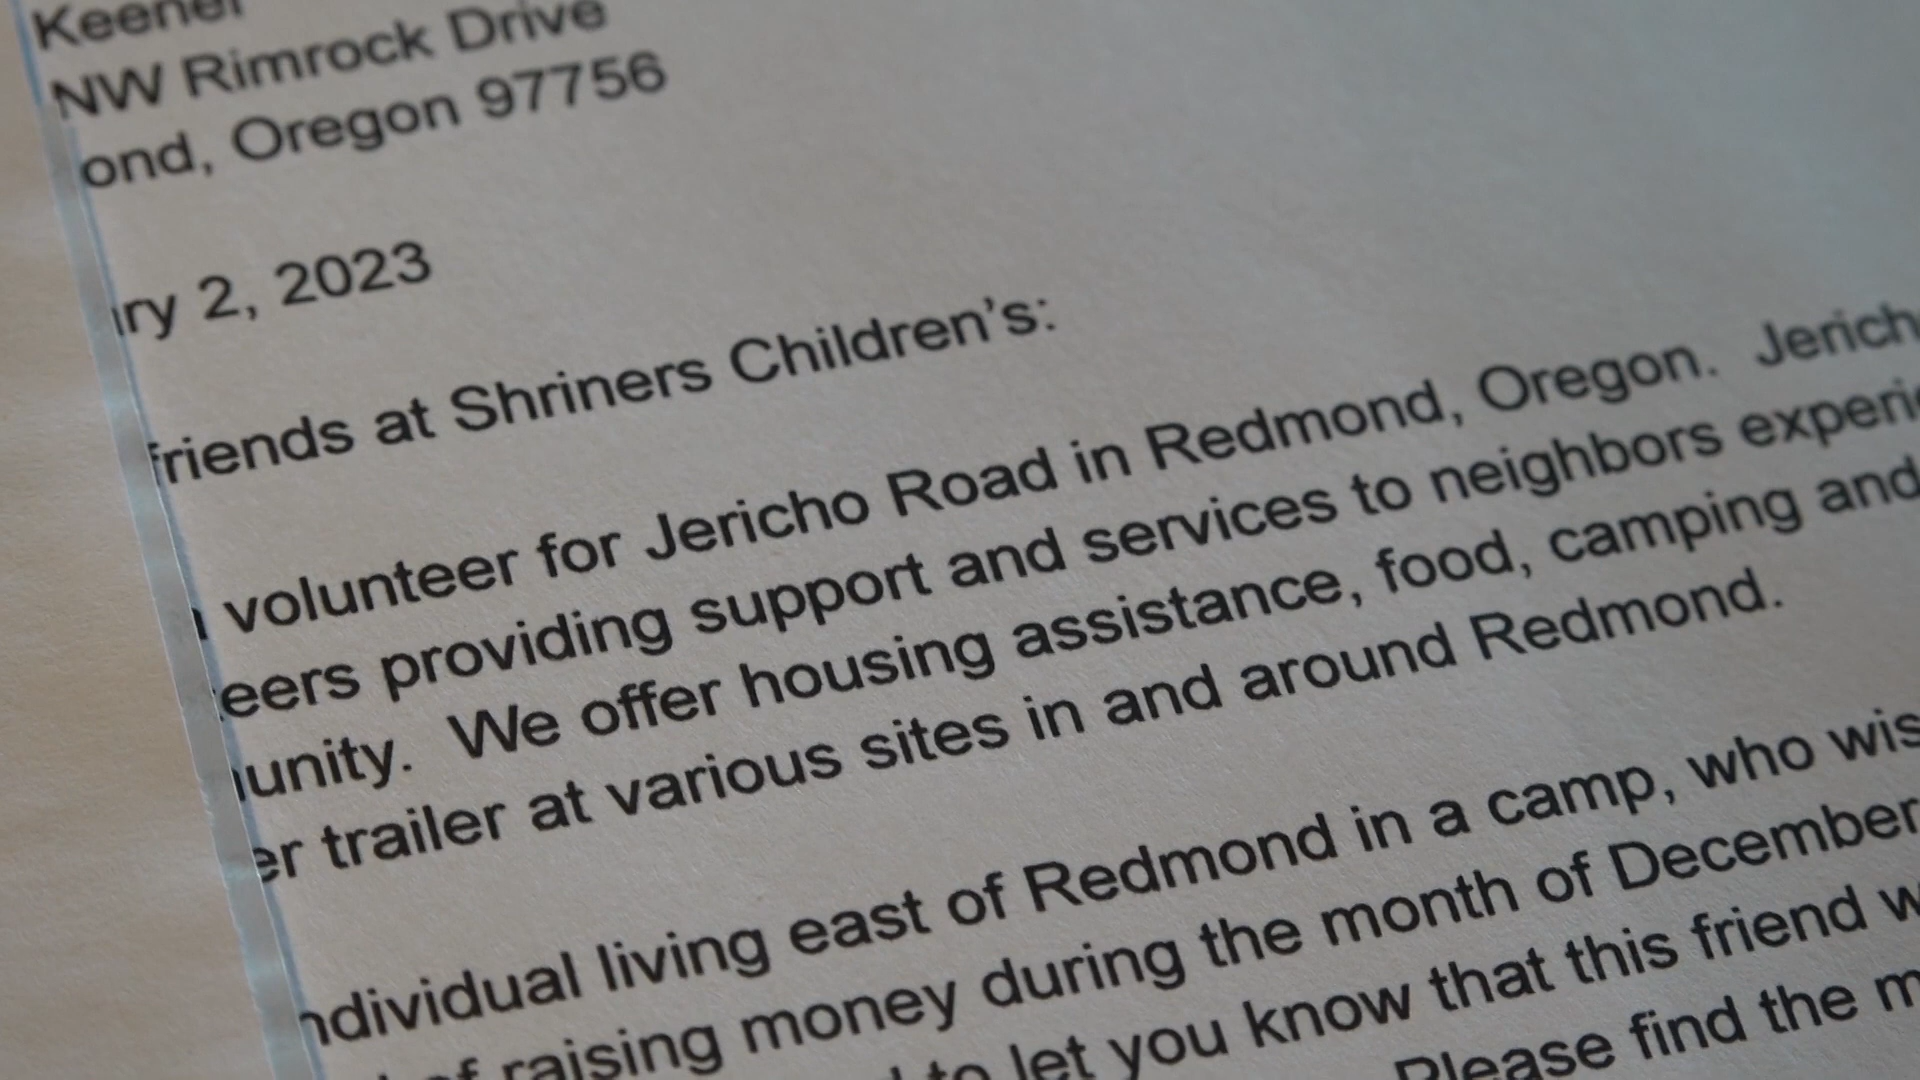 Keener
NW Rimrock Drive
ond, Oregon 97756
ry 2, 2023
friends at Shriners Children's:
volunteer for Jericho Road in Redmond, Oregon. Jerich
eers providing support and services to neighbors experi
unity. We offer housing assistance, food, camping and
er trailer at various sites in and around Redmond.
ndividual living east of Redmond in a camp, who wis
of raising money during the month of December
to let you know that this friend w
Please find the m